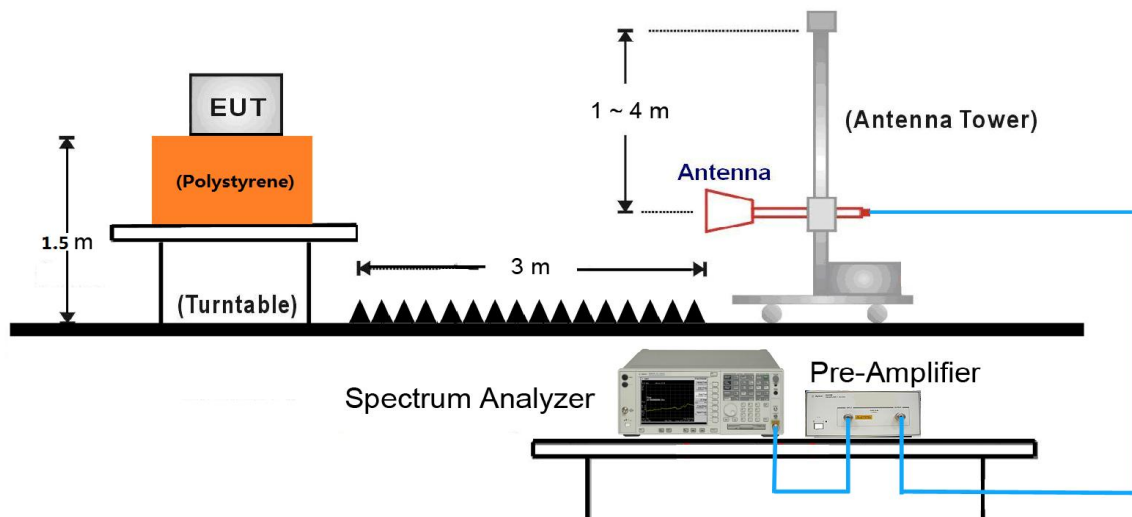 EUT
(Polystyrene)
1.5 m
(Turntable)
3 m
1 ~ 4 m
Antenna
(Antenna Tower)
Spectrum Analyzer
Pre-Amplifier